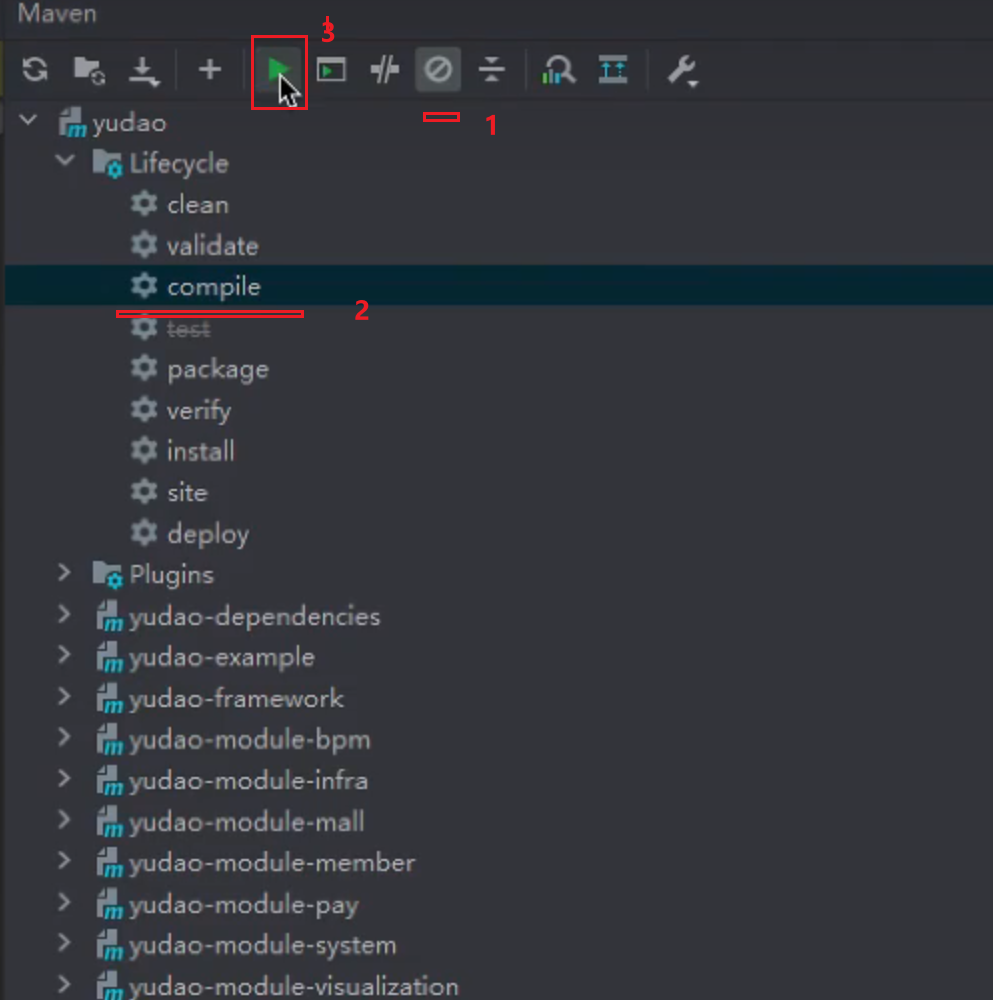 Maven
3
1
yudao
Lifecycle
clean
validate
compile
2
test
package
verify
install
site
deploy
Plugins
yudao-dependencies
yudao-example
yudao-framework
yudao-module-bpm
yudao-module-infra
yudao-module-mall
yudao-module-member
yudao-module-pay
yudao-module-system
yudao-module-visualization